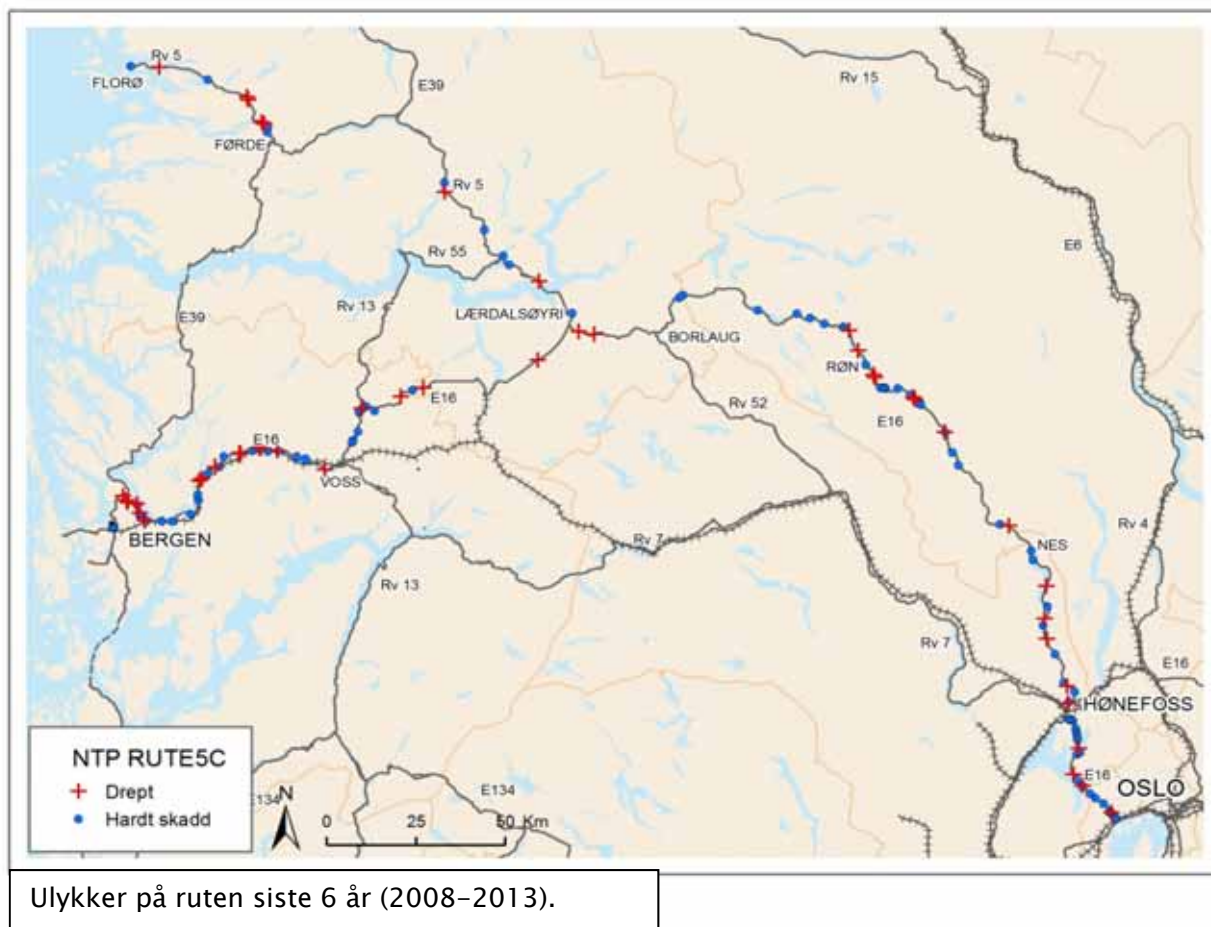 Rv 5
FLORØ
E39
Rv 15
FØRDE
Rv 5
E6
Rv 55
E39
Rv 13
LÆRDALSØYRI
BORLAUG
RØN
E16
Rv 52
E16
E16
VOSS
Rv 4
BERGEN
Rv 7
NES
Rv 13
Rv 7
E16
HØNEFOSS
NTP RUTE5C
Drept
Hardt skadd
E134
N
0 25 50 Km
E134
E16
OSLO
Ulykker på ruten siste 6 år (2008-2013).